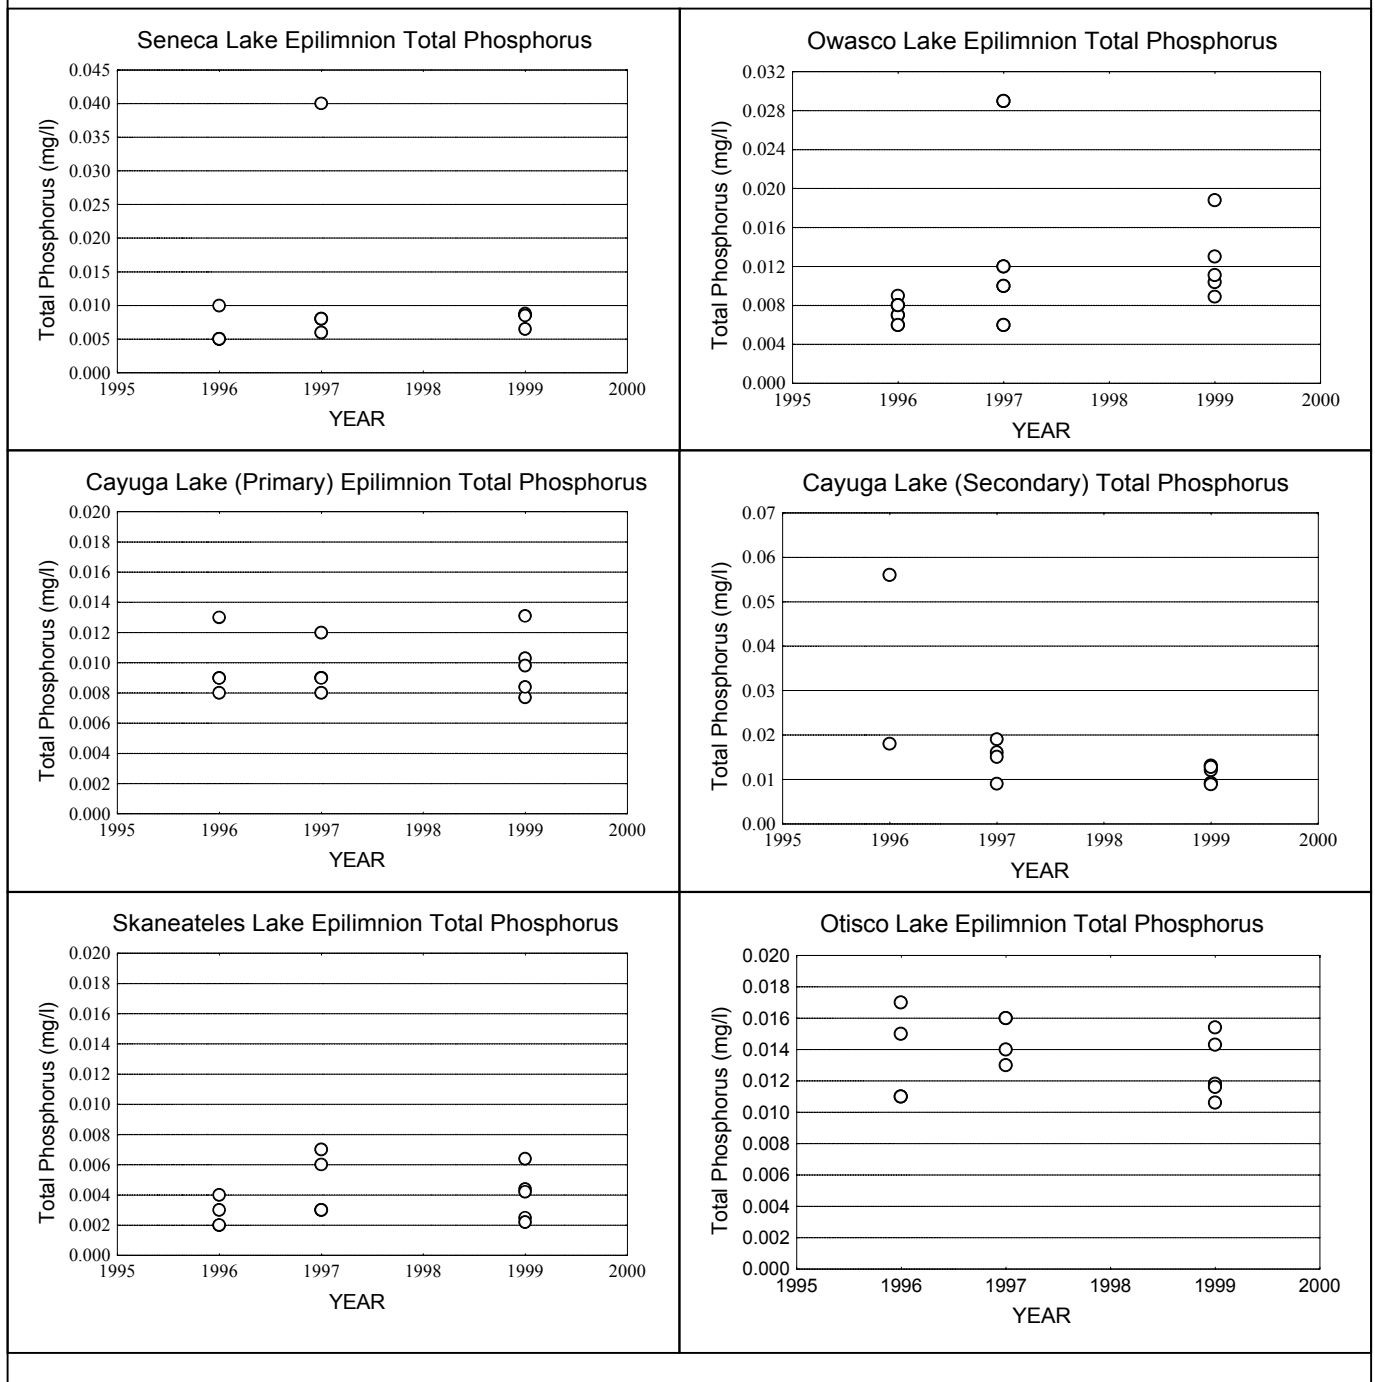 Seneca Lake Epilimnion Total Phosphorus
Total Phosphorus (mg/l)
0.045
0.040
0.035
0.030
0.025
0.020
0.015
0.010
0.005
0.000
1995 1996 1997 1998 1999 2000
YEAR
Owasco Lake Epilimnion Total Phosphorus
Total Phosphorus (mg/l)
0.032
0.028
0.024
0.020
0.016
0.012
0.008
0.004
0.000
1995 1996 1997 1998 1999 2000
YEAR
Cayuga Lake (Primary) Epilimnion Total Phosphorus
Total Phosphorus (mg/l)
0.020
0.018
0.016
0.014
0.012
0.010
0.008
0.006
0.004
0.002
0.000
1995 1996 1997 1998 1999 2000
YEAR
Cayuga Lake (Secondary) Total Phosphorus
Total Phosphorus (mg/l)
0.07
0.06
0.05
0.04
0.03
0.02
0.01
0.00
1995 1996 1997 1998 1999 2000
YEAR
Skaneateles Lake Epilimnion Total Phosphorus
Total Phosphorus (mg/l)
0.020
0.018
0.016
0.014
0.012
0.010
0.008
0.006
0.004
0.002
0.000
1995 1996 1997 1998 1999 2000
YEAR
Otisco Lake Epilimnion Total Phosphorus
Total Phosphorus (mg/l)
0.020
0.018
0.016
0.014
0.012
0.010
0.008
0.006
0.004
0.002
0.000
1995 1996 1997 1998 1999 2000
YEAR